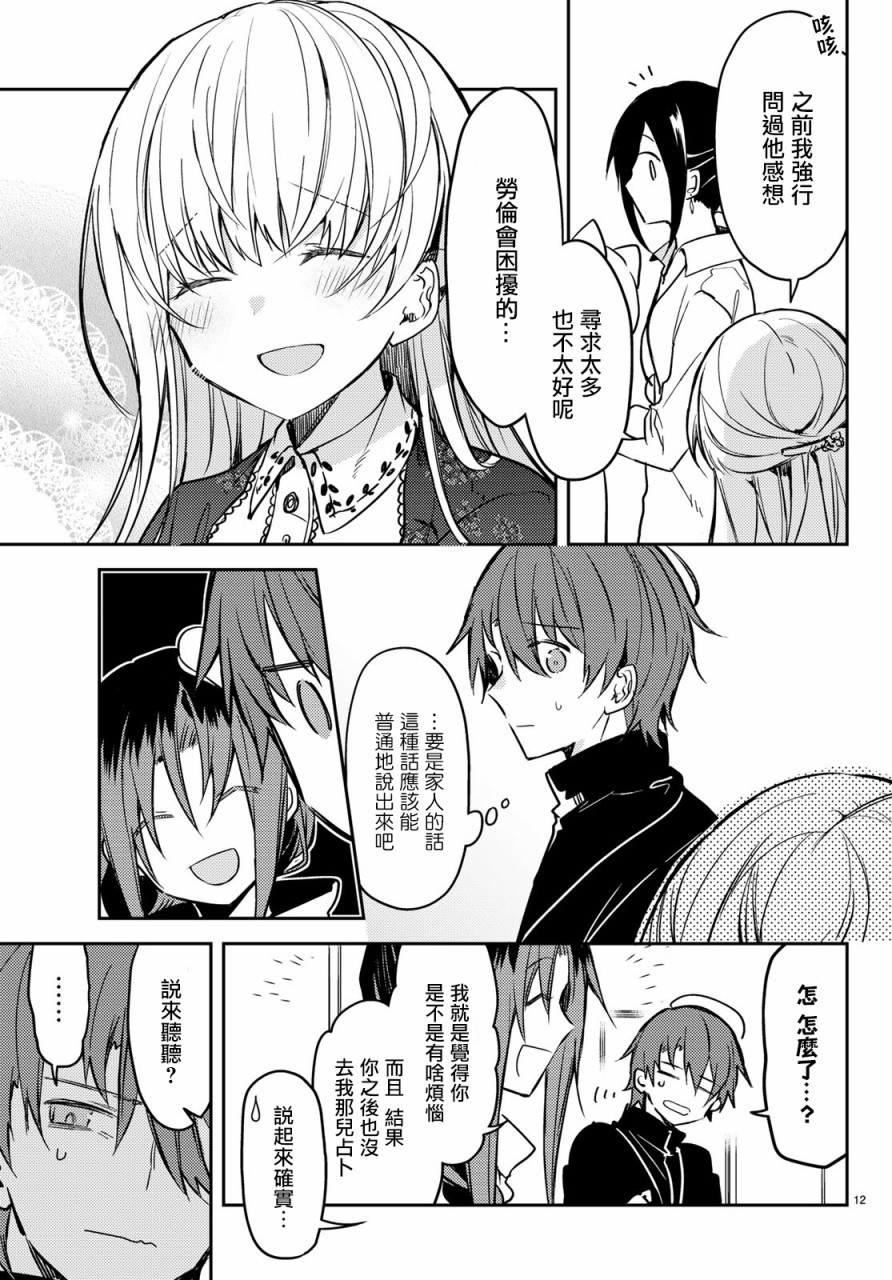 咳咳
之前我強行
問過他感想
尋求太多
也不太好呢
勞倫會困擾的…
…要是家人的話
這種話應該能
普通地說出來吧
怎 怎麼了…?
我就是覺得你
是不是有啥煩惱
而且 結果
你之後也沒
去我那兒占卜
説起來確實…
説來聽聽?
……
12